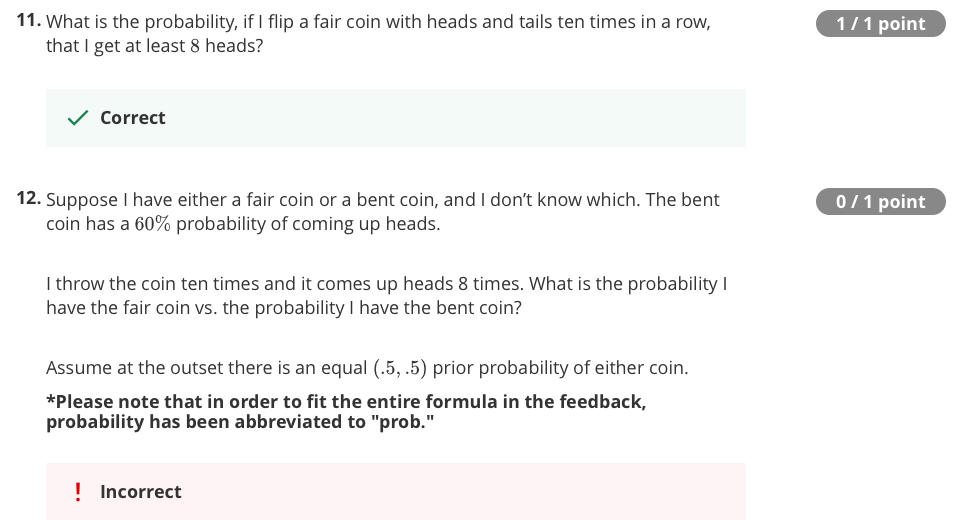 11. What is the probability, if I flip a fair coin with heads and tails ten times in a row,
1 / 1 point
that I get at least 8 heads?
Correct
12. Suppose I have either a fair coin or a bent coin, and I don’t know which. The bent
0 / 1 point
coin has a 60% probability of coming up heads.
I throw the coin ten times and it comes up heads 8 times. What is the probability I
have the fair coin vs. the probability I have the bent coin?
Assume at the outset there is an equal (.5, .5) prior probability of either coin.
*Please note that in order to fit the entire formula in the feedback,
probability has been abbreviated to "prob."
! Incorrect